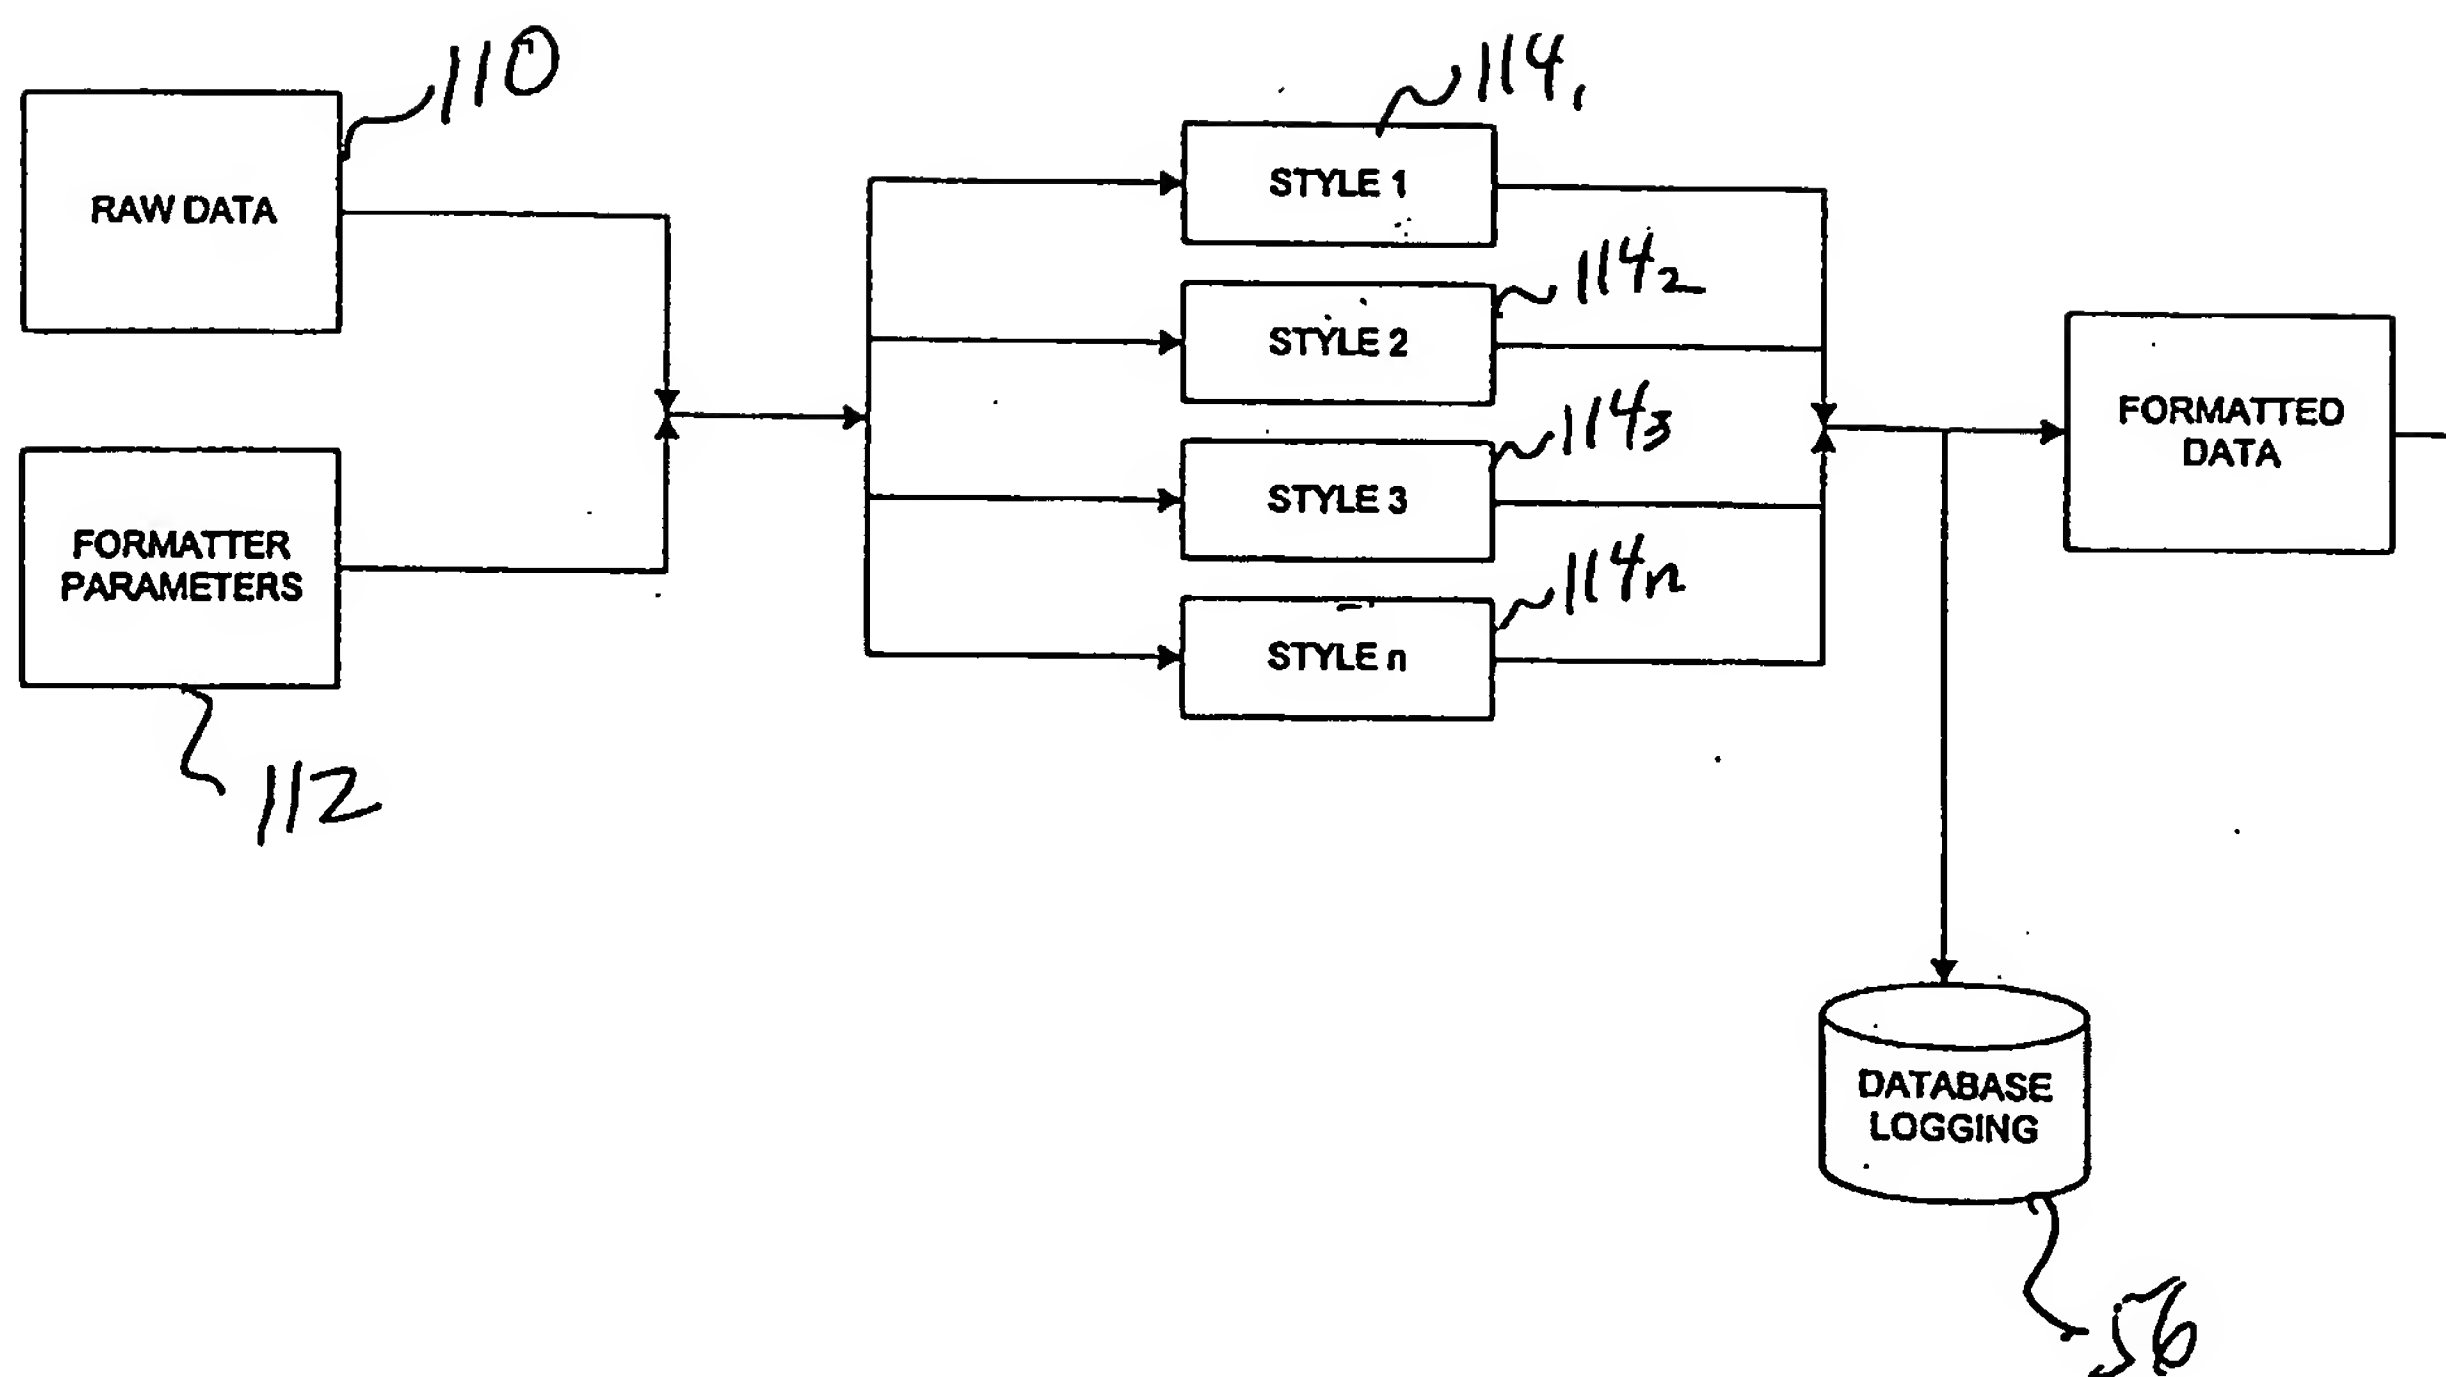 110
RAW DATA
FORMATTER
PARAMETERS
112
114₁
STYLE 1
114₂
STYLE 2
114₃
STYLE 3
114n
STYLE n
FORMATTED
DATA
DATABASE
LOGGING
56